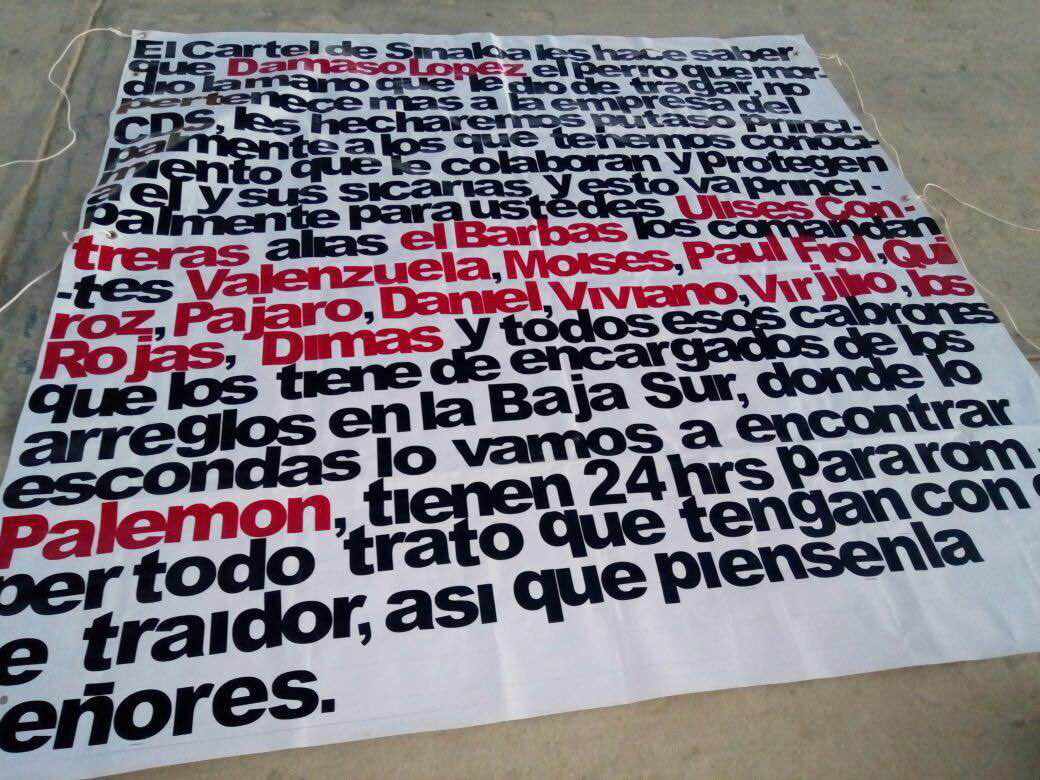 El Cartel de Sinaloa les hace saber
que Damaso Lopez el perro que mor-
dio la mano que le dio de tragar, no
pertenece mas a la empresa del
CDS, les hecharemos putaso princi-
palmente a los que tenemos conoci-
miento que le colaboran y protegen
a el y sus sicarias y esto va princi-
palmente para ustedes Ulises Con-
treras alias el Barbas los comandan
-tes Valenzuela, Moises, Paul Fiol, Qui
roz, Pajaro, Daniel, Viviano, Virjilio, los
Rojas, Dimas y todos esos cabrones
que los tiene de encargados de los
arreglos en la Baja Sur, donde lo
escondas lo vamos a encontrar
Palemon, tienen 24 hrs para rom-
per todo trato que tengan con e
e traidor, asi que piensenla
eñores.